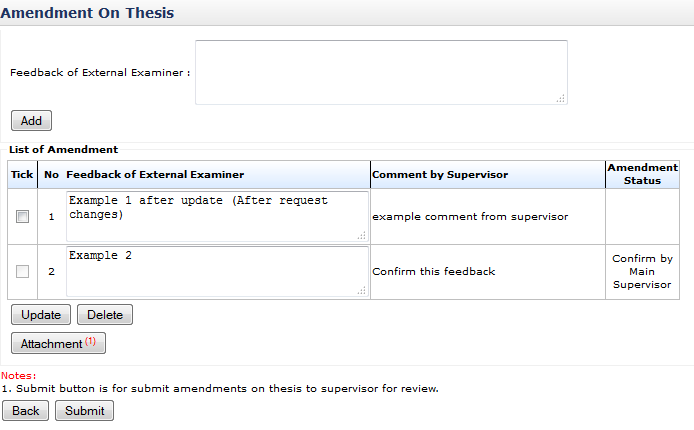 Amendment On Thesis
Feedback of External Examiner :
Add
List of Amendment
Tick No Feedback of External Examiner Comment by Supervisor Amendment Status
1 Example 1 after update (After request changes) example comment from supervisor
2 Example 2 Confirm this feedback Confirm by Main Supervisor
Update Delete
Attachment (1)
Notes:
1. Submit button is for submit amendments on thesis to supervisor for review.
Back Submit